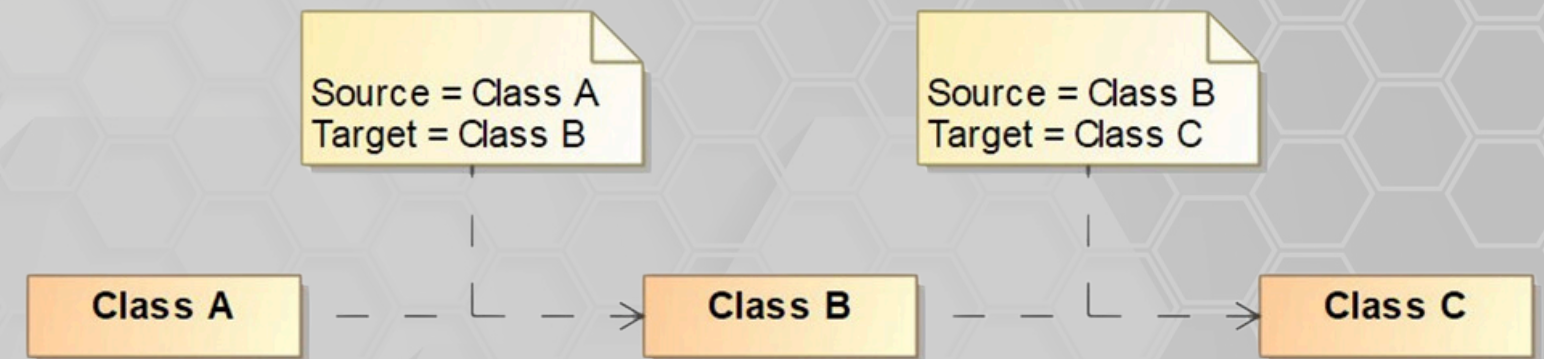 Source = Class A
Target = Class B
Source = Class B
Target = Class C
Class A
Class B
Class C